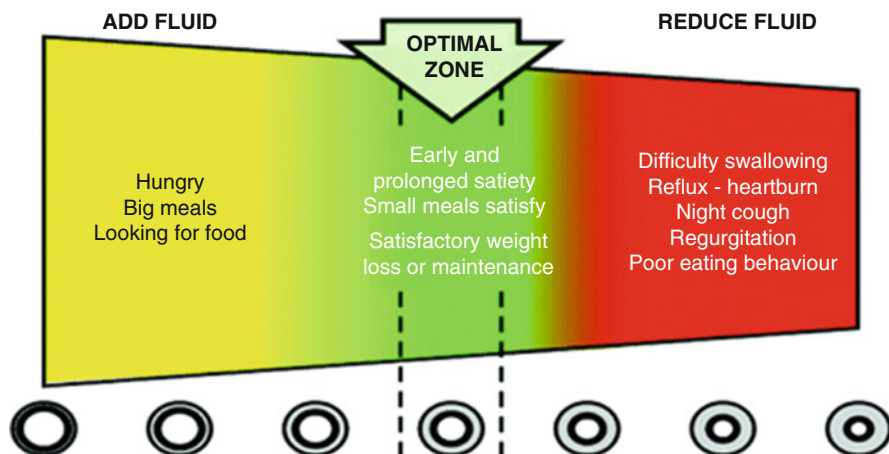 ADD FLUID
OPTIMAL
ZONE
REDUCE FLUID
Hungry
Big meals
Looking for food
Early and
prolonged satiety
Small meals satisfy
Satisfactory weight
loss or maintenance
Difficulty swallowing
Reflux - heartburn
Night cough
Regurgitation
Poor eating behaviour